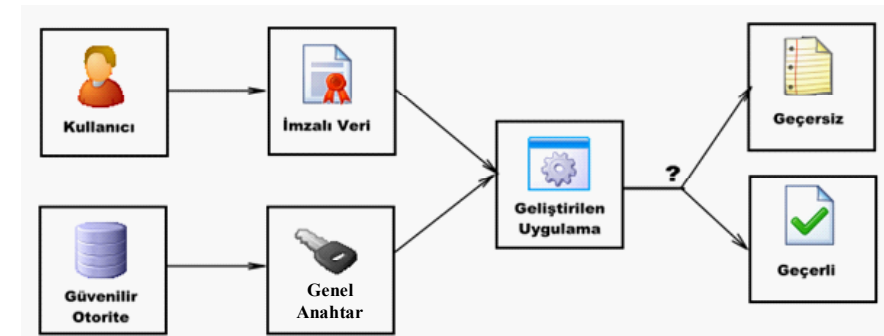 Kullanıcı
İmzalı Veri
Güvenilir
Otorite
Genel
Anahtar
Geliştirilen
Uygulama
?
Geçersiz
Geçerli